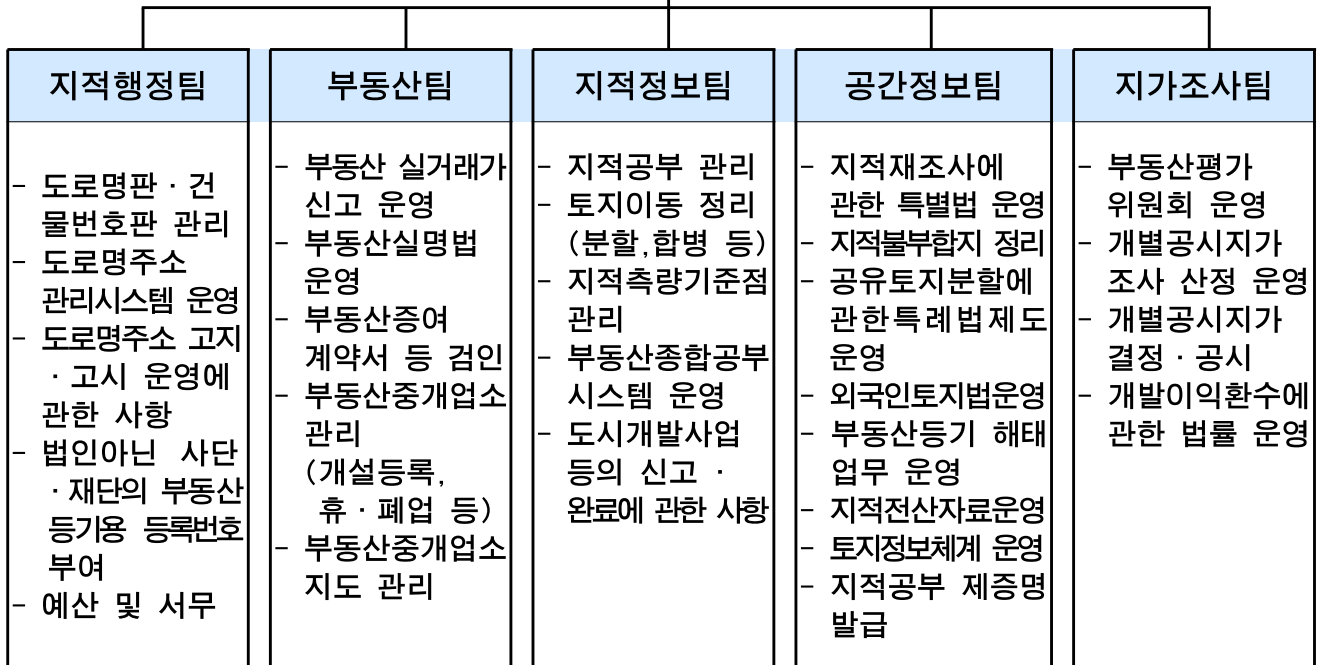 지적행정팀
- 도로명판 · 건
물번호판 관리
- 도로명주소
관리시스템 운영
- 도로명주소 고지
· 고시 운영에
관한 사항
- 법인아닌 사단
· 재단의 부동산
등기용 등록번호
부여
- 예산 및 서무
부동산팀
- 부동산 실거래가
신고 운영
- 부동산실명법
운영
- 부동산증여
계약서 등 검인
- 부동산중개업소
관리
(개설등록,
휴 · 폐업 등)
- 부동산중개업소
지도 관리
지적정보팀
- 지적공부 관리
- 토지이동 정리
(분할,합병 등)
- 지적측량기준점
관리
- 부동산종합공부
시스템 운영
- 도시개발사업
등의 신고 ·
완료에 관한 사항
공간정보팀
- 지적재조사에
관한 특별법 운영
- 지적불부합지 정리
- 공유토지분할에
관한특례법제도
운영
- 외국인토지법운영
- 부동산등기 해태
업무 운영
- 지적전산자료운영
- 토지정보체계 운영
- 지적공부 제증명
발급
지가조사팀
- 부동산평가
위원회 운영
- 개별공시지가
조사 산정 운영
- 개별공시지가
결정 · 공시
- 개발이익환수에
관한 법률 운영